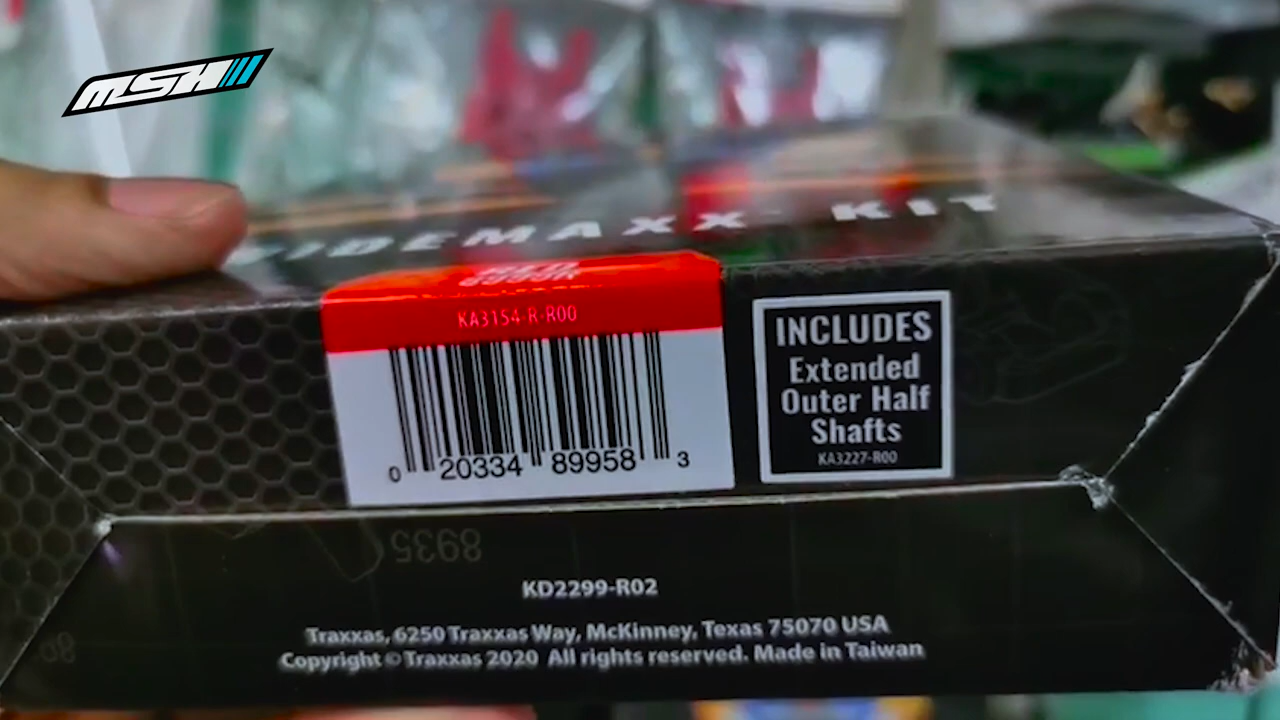 MSH
WIDEMAXX KIT
KA3154-R-R00
INCLUDES
Extended
Outer Half
Shafts
KA3227-R00
0 20334 89958 3
8935
KD2299-R02
Traxxas, 6250 Traxxas Way, McKinney, Texas 75070 USA
Copyright © Traxxas 2020 All rights reserved. Made in Taiwan